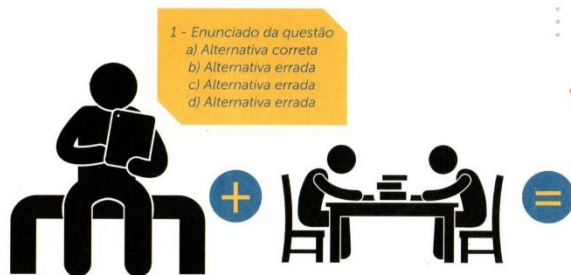 1 - Enunciado da questão
a) Alternativa correta
b) Alternativa errada
c) Alternativa errada
d) Alternativa errada
+
=